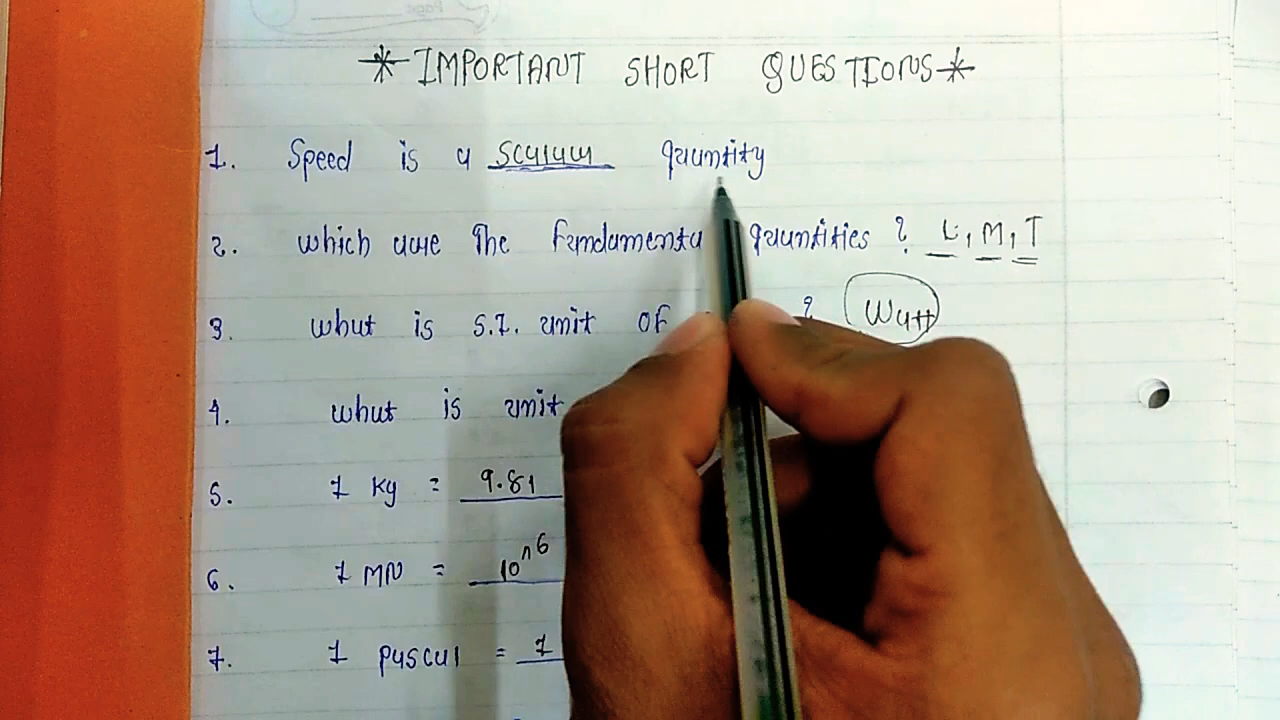 *IMPORTANT SHORT QUESTIONS*
1. Speed is a scalar quantity
2. which are The fundamental quantities ? L, M, T
3. what is S.I. unit of ? Watt
4. what is unit
5. 1 kg = 9.81
6. 1 MN = 10^6
7. 1 pascal = 1